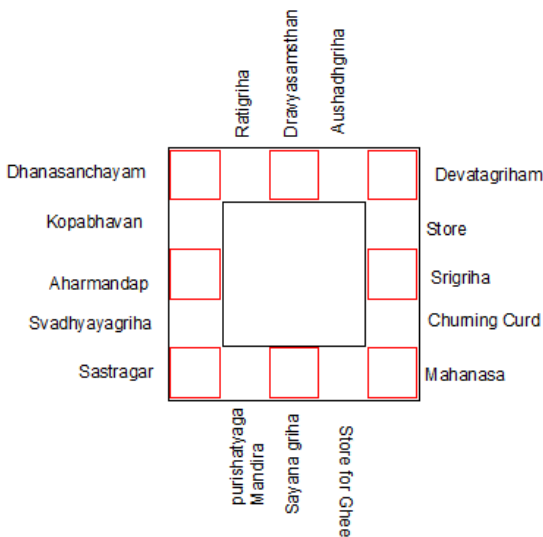 Ratigriha
Dravyasamsthan
Aushadhgriha
Dhanasanchayam
Devatagriham
Kopabhavan
Store
Aharmandap
Srigriha
Svadhyayagriha
Churning Curd
Sastragar
Mahanasa
purishatyaga
Mandira
Sayana griha
Store for Ghee